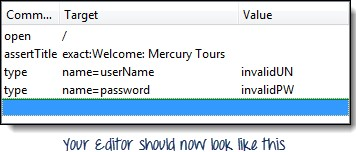 Comm... Target Value
open /
assertTitle exact:Welcome: Mercury Tours
type name=userName invalidUN
type name=password invalidPW
Your Editor should now look like this